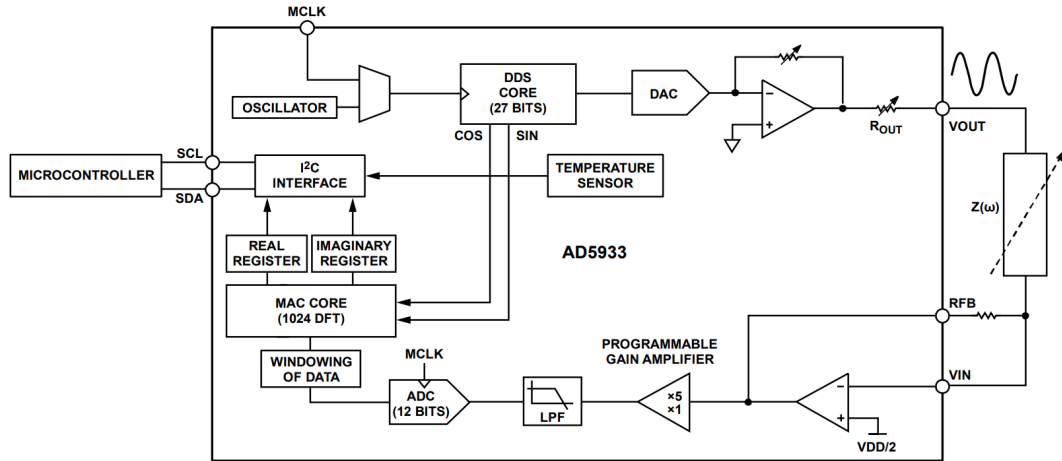 MCLK
OSCILLATOR
DDS
CORE
(27 BITS)
DAC
ROUT
VOUT
COS
SIN
SCL
MICROCONTROLLER
SDA
I2C
INTERFACE
TEMPERATURE
SENSOR
Z(ω)
REAL
REGISTER
IMAGINARY
REGISTER
AD5933
MAC CORE
(1024 DFT)
RFB
WINDOWING
OF DATA
MCLK
ADC
(12 BITS)
LPF
PROGRAMMABLE
GAIN AMPLIFIER
×5
×1
VIN
VDD/2